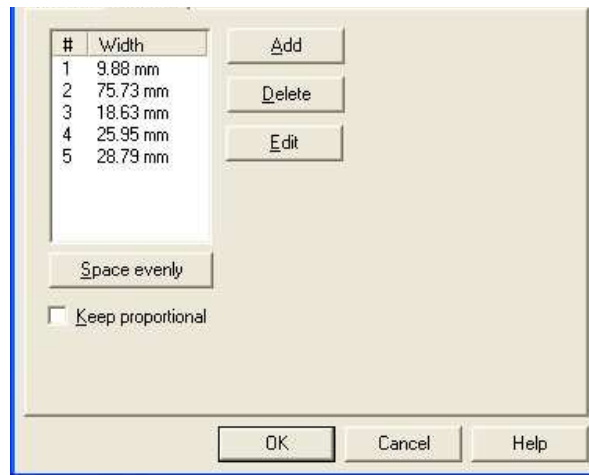 # Width
1 9.88 mm
2 75.73 mm
3 18.63 mm
4 25.95 mm
5 28.79 mm
Add
Delete
Edit
Space evenly
Keep proportional
OK Cancel Help